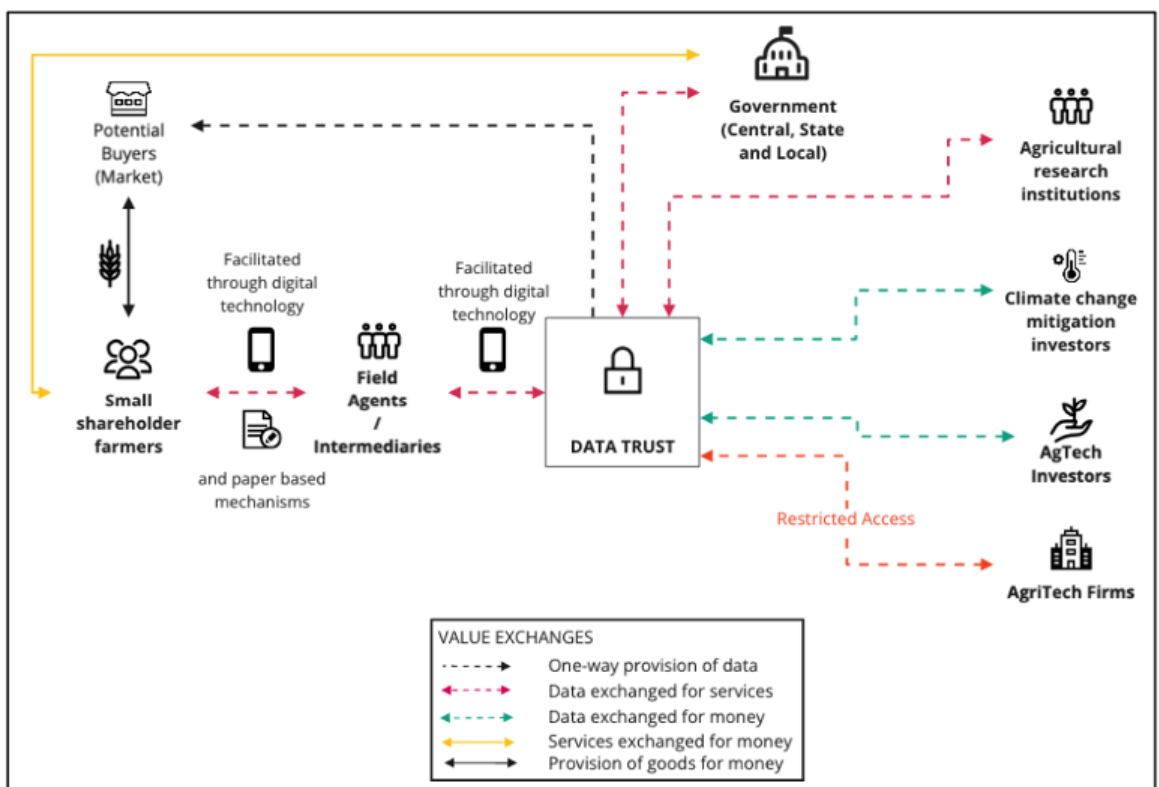 Government
(Central, State
and Local)
Potential
Buyers
(Market)
Agricultural
research
institutions
Facilitated
through digital
technology
Facilitated
through digital
technology
Climate change
mitigation
investors
Small
shareholder
farmers
Field
Agents
/
Intermediaries
and paper based
mechanisms
DATA TRUST
AgTech
Investors
Restricted Access
AgriTech Firms
VALUE EXCHANGES
One-way provision of data
Data exchanged for services
Data exchanged for money
Services exchanged for money
Provision of goods for money